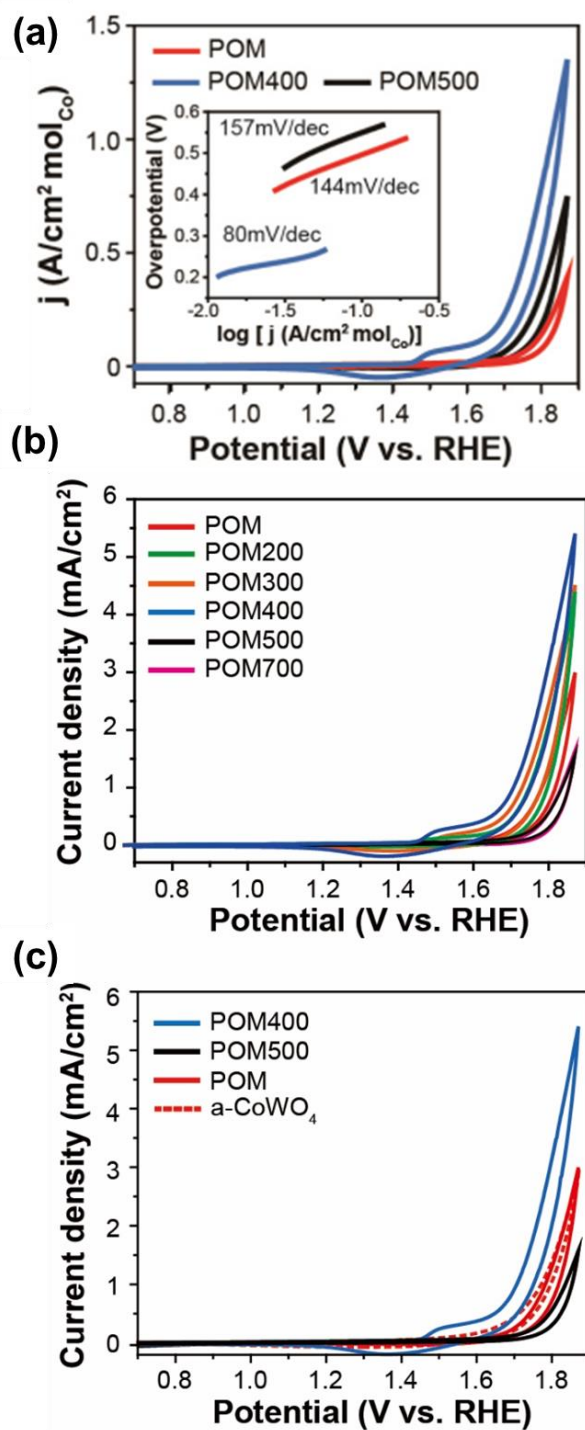 (a)
1.5
1.0
0.5
0
j (A/cm² mol_Co)
POM
POM400 POM500
0.6
0.5
0.4
0.3
0.2
Overpotential (V)
157mV/dec
144mV/dec
80mV/dec
-2.0 -1.5 -1.0 -0.5
log [ j (A/cm² mol_Co)]
0.8 1.0 1.2 1.4 1.6 1.8
Potential (V vs. RHE)
(b)
6
5
4
3
2
1
0
Current density (mA/cm²)
POM
POM200
POM300
POM400
POM500
POM700
0.8 1.0 1.2 1.4 1.6 1.8
Potential (V vs. RHE)
(c)
6
5
4
3
2
1
0
Current density (mA/cm²)
POM400
POM500
POM
a-CoWO₄
0.8 1.0 1.2 1.4 1.6 1.8
Potential (V vs. RHE)